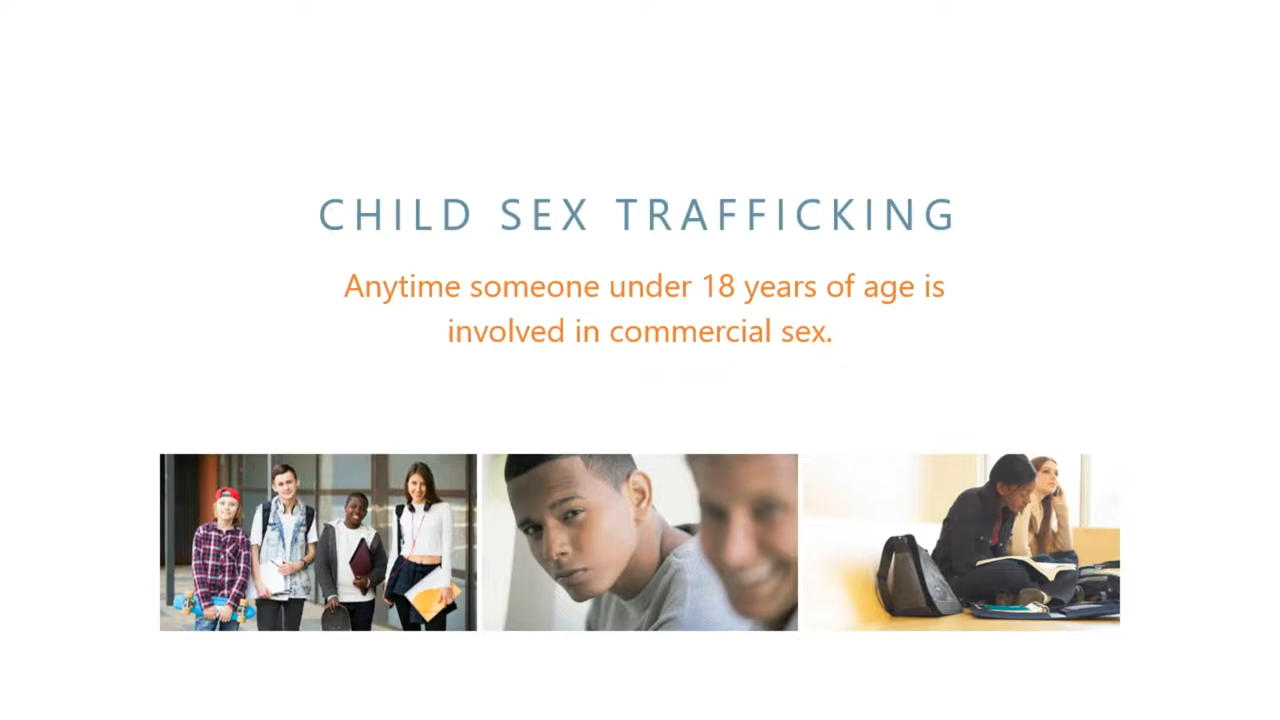 CHILD SEX TRAFFICKING
Anytime someone under 18 years of age is
involved in commercial sex.